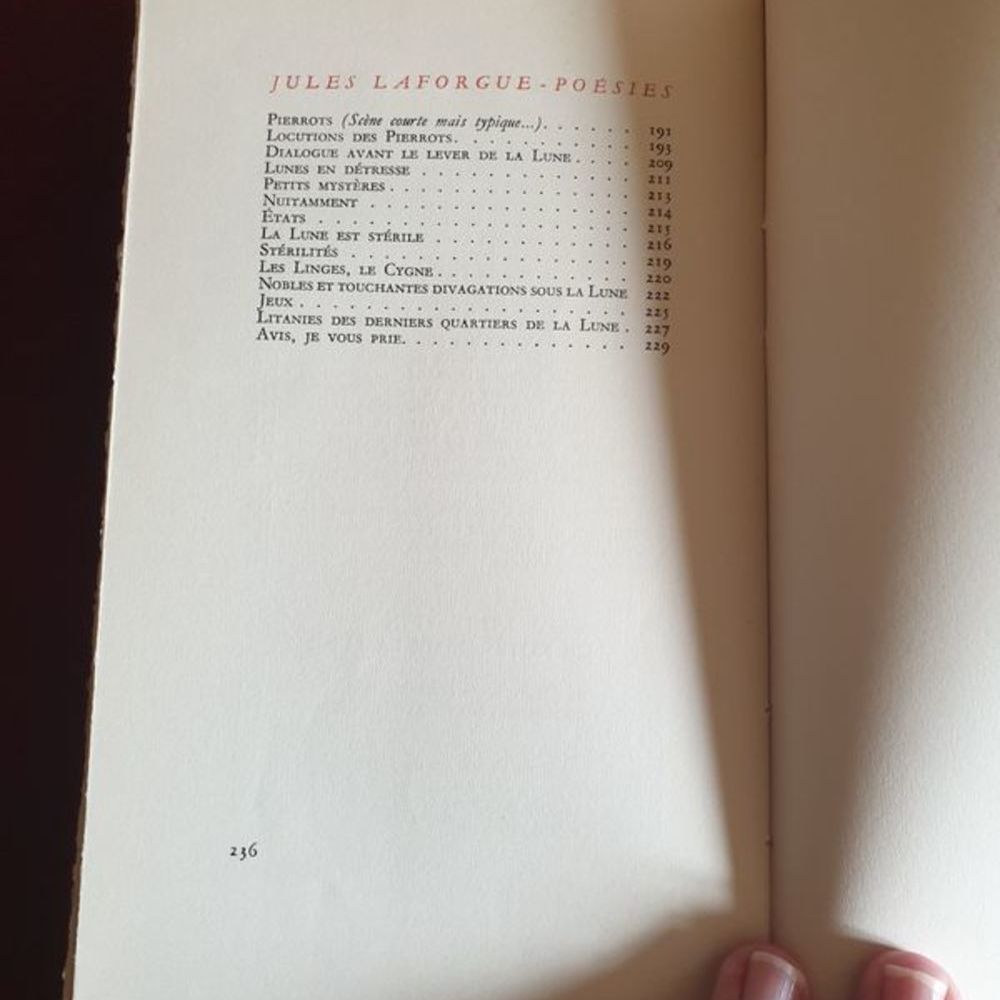 JULES LAFORGUE-POÉSIES
PIERROTS (Scène courte mais typique...). . . . . . 191
LOCUTIONS DES PIERROTS. . . . . . . . . . . 193
DIALOGUE AVANT LE LEVER DE LA LUNE. . . . 209
LUNES EN DÉTRESSE . . . . . . . . . . . . . 211
PETITS MYSTÈRES . . . . . . . . . . . . . . . 213
NUITAMMENT . . . . . . . . . . . . . . . . 214
ÉTATS . . . . . . . . . . . . . . . . . . . 215
LA LUNE EST STÉRILE . . . . . . . . . . . . 216
STÉRILITÉS . . . . . . . . . . . . . . . . . 219
LES LINGES, LE CYGNE . . . . . . . . . . . . 220
NOBLES ET TOUCHANTES DIVAGATIONS SOUS LA LUNE 222
JEUX . . . . . . . . . . . . . . . . . . . . 225
LITANIES DES DERNIERS QUARTIERS DE LA LUNE . 227
AVIS, JE VOUS PRIE. . . . . . . . . . . . . . 229
236